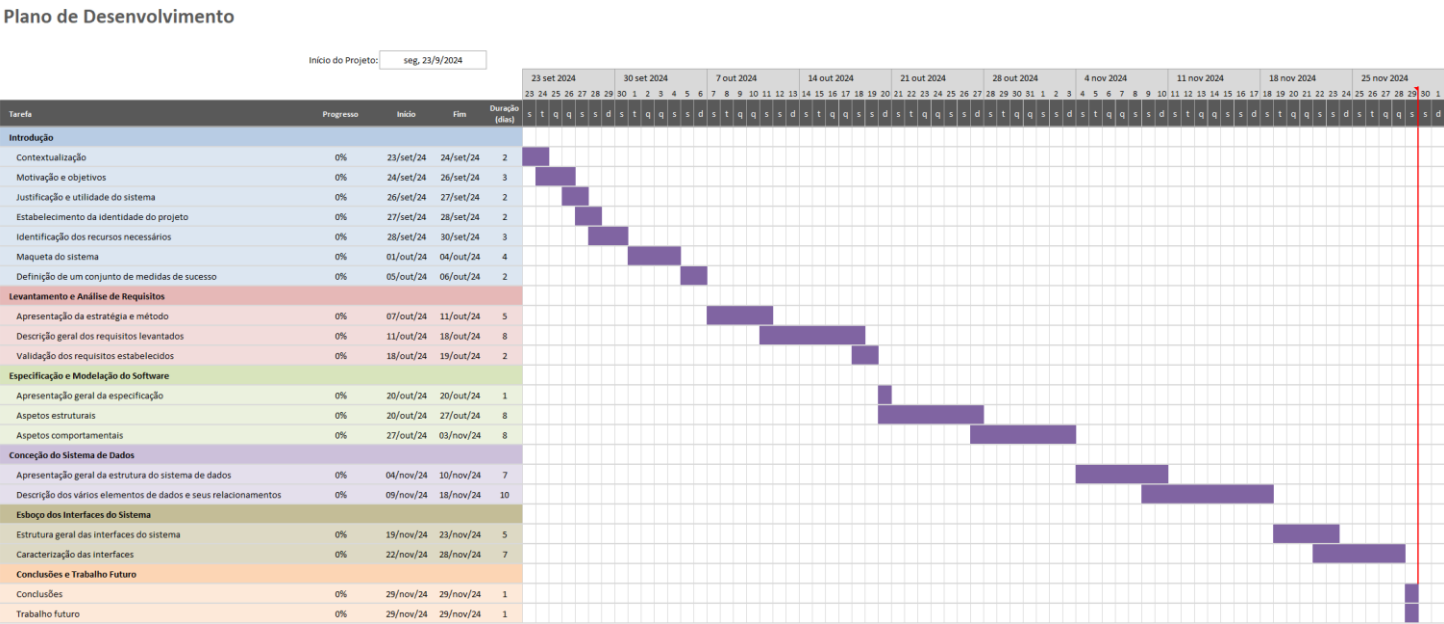 Plano de Desenvolvimento
Início do Projeto: seg, 23/9/2024
23 set 2024 30 set 2024 7 out 2024 14 out 2024 21 out 2024 28 out 2024 4 nov 2024 11 nov 2024 18 nov 2024 25 nov 2024
23 24 25 26 27 28 29 30 1 2 3 4 5 6 7 8 9 10 11 12 13 14 15 16 17 18 19 20 21 22 23 24 25 26 27 28 29 30 31 1 2 3 4 5 6 7 8 9 10 11 12 13 14 15 16 17 18 19 20 21 22 23 24 25 26 27 28 29 30 1
Tarefa Progresso Início Fim Duração (dias) s t q q s s d s t q q s s d s t q q s s d s t q q s s d s t q q s s d s t q q s s d s t q q s s d s t q q s s d s t q q s s d s t q q s s d
Introdução
Contextualização 0% 23/set/24 24/set/24 2
Motivação e objetivos 0% 24/set/24 26/set/24 3
Justificação e utilidade do sistema 0% 26/set/24 27/set/24 2
Estabelecimento da identidade do projeto 0% 27/set/24 28/set/24 2
Identificação dos recursos necessários 0% 28/set/24 30/set/24 3
Maqueta do sistema 0% 01/out/24 04/out/24 4
Definição de um conjunto de medidas de sucesso 0% 05/out/24 06/out/24 2
Levantamento e Análise de Requisitos
Apresentação da estratégia e método 0% 07/out/24 11/out/24 5
Descrição geral dos requisitos levantados 0% 11/out/24 18/out/24 8
Validação dos requisitos estabelecidos 0% 18/out/24 19/out/24 2
Especificação e Modelação do Software
Apresentação geral da especificação 0% 20/out/24 20/out/24 1
Aspetos estruturais 0% 20/out/24 27/out/24 8
Aspetos comportamentais 0% 27/out/24 03/nov/24 8
Conceção do Sistema de Dados
Apresentação geral da estrutura do sistema de dados 0% 04/nov/24 10/nov/24 7
Descrição dos vários elementos de dados e seus relacionamentos 0% 09/nov/24 18/nov/24 10
Esboço dos Interfaces do Sistema
Estrutura geral das interfaces do sistema 0% 19/nov/24 23/nov/24 5
Caracterização das interfaces 0% 22/nov/24 28/nov/24 7
Conclusões e Trabalho Futuro
Conclusões 0% 29/nov/24 29/nov/24 1
Trabalho futuro 0% 29/nov/24 29/nov/24 1